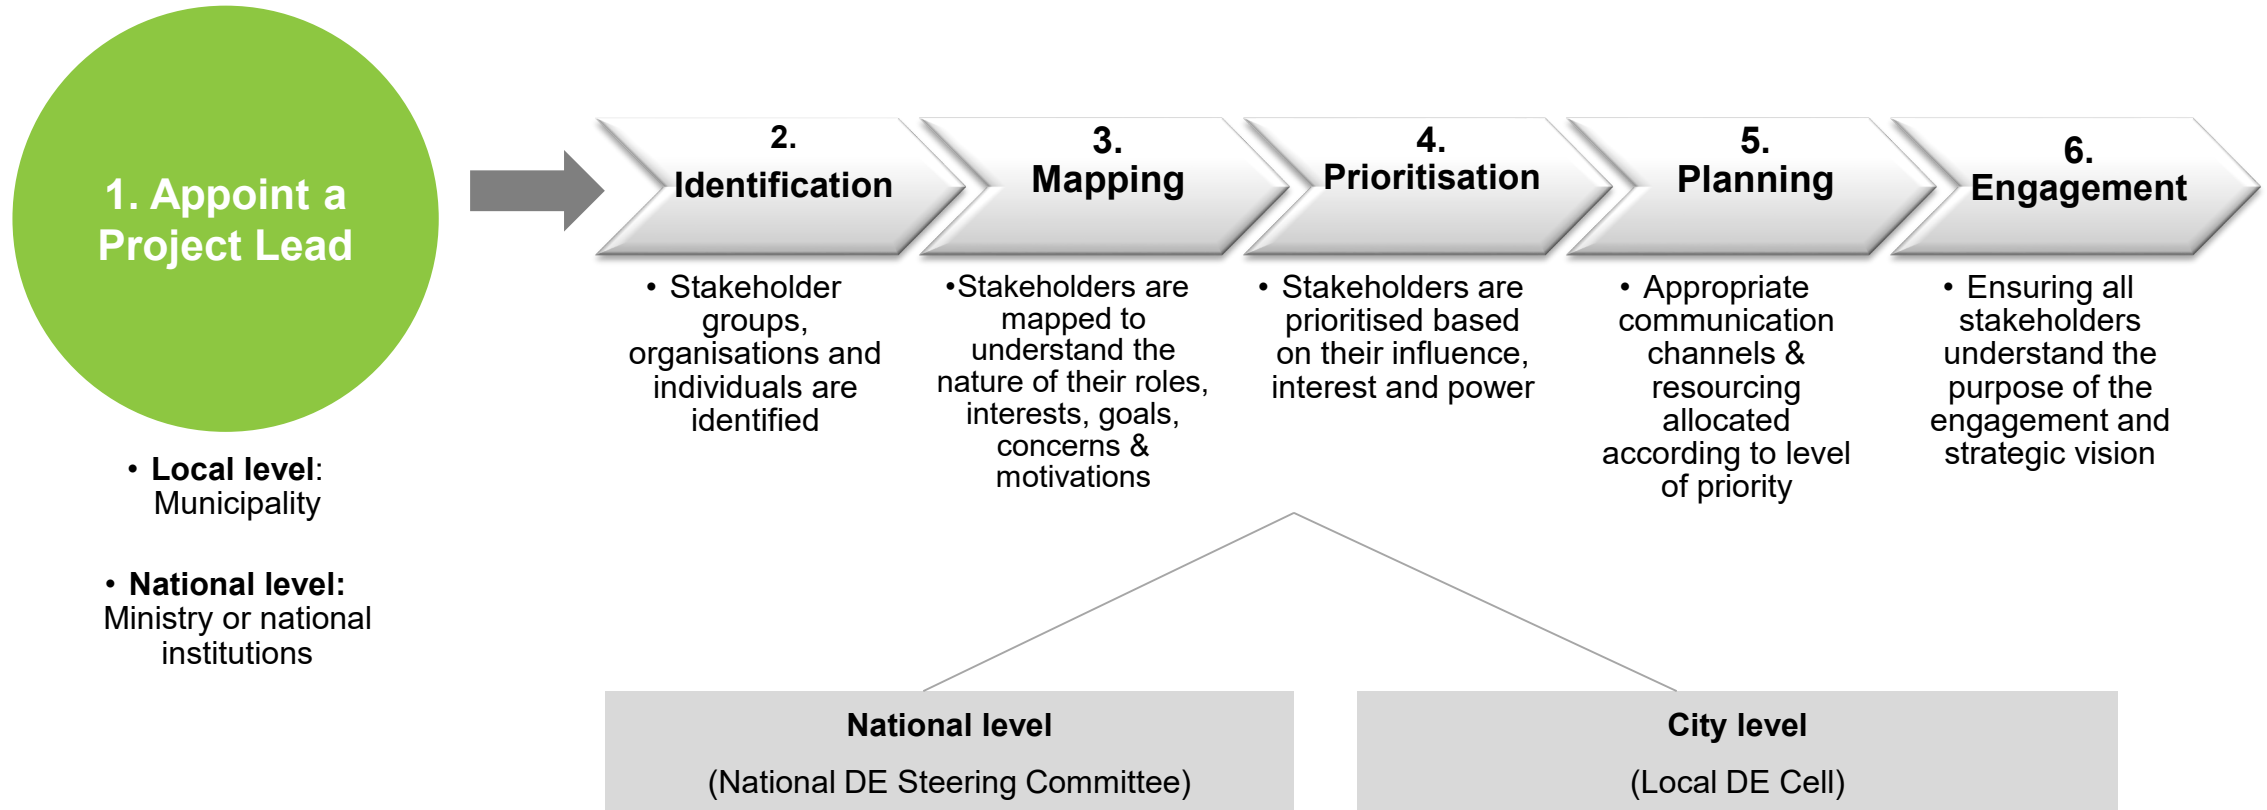 1. Appoint a
Project Lead
• Local level:
Municipality
• National level:
Ministry or national
institutions
2.
Identification
• Stakeholder
groups,
organisations and
individuals are
identified
3.
Mapping
•Stakeholders are
mapped to
understand the
nature of their roles,
interests, goals,
concerns &
motivations
4.
Prioritisation
• Stakeholders are
prioritised based
on their influence,
interest and power
5.
Planning
• Appropriate
communication
channels &
resourcing
allocated
according to level
of priority
6.
Engagement
• Ensuring all
stakeholders
understand the
purpose of the
engagement and
strategic vision
National level
(National DE Steering Committee)
City level
(Local DE Cell)